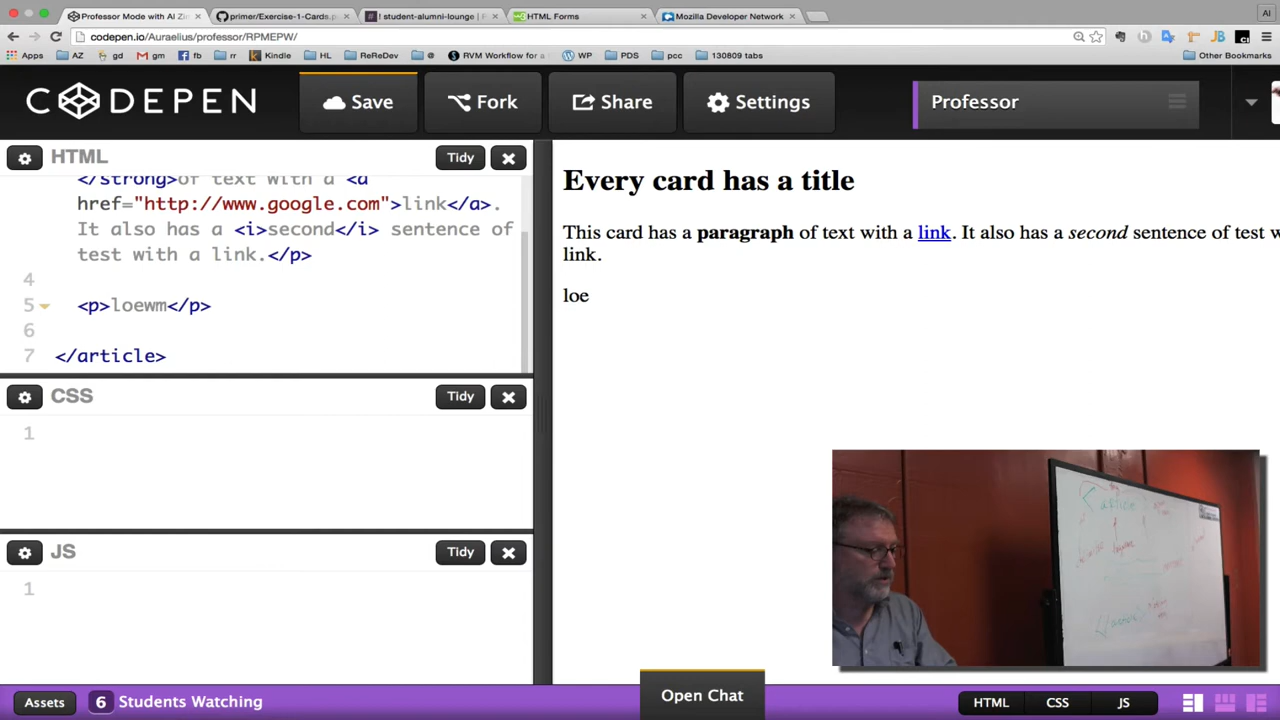 Professor Mode with Al Zim
primer/Exercise-1-Cards.
! student-alumni-lounge |
HTML Forms
Mozilla Developer Network
Al
codepen.io/Auraelius/professor/RPMEPW/
Apps
AZ
gd
gm
fb
rr
Kindle
HL
ReReDev
@
RVM Workflow for
WP
PDS
pcc
130809 tabs
Other Bookmarks
CODEPEN
Save
Fork
Share
Settings
Professor
HTML
Tidy
</strong>of text with a <a
href="http://www.google.com">link</a>.
It also has a <i>second</i> sentence of
test with a link.</p>
4
5 <p>loewm</p>
6
7 </article>
CSS
Tidy
1
JS
Tidy
1
Every card has a title
This card has a paragraph of text with a link. It also has a second sentence of test w
link.
loe
Assets
6 Students Watching
Open Chat
HTML
CSS
JS